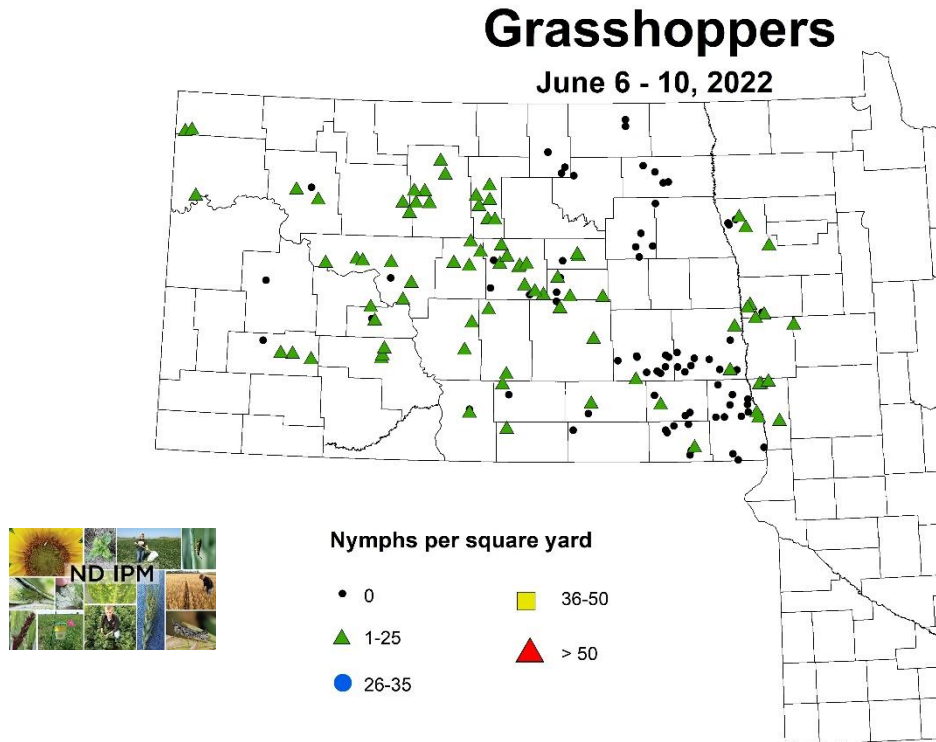 Grasshoppers
June 6 - 10, 2022
ND IPM
Nymphs per square yard
0
1-25
26-35
36-50
> 50